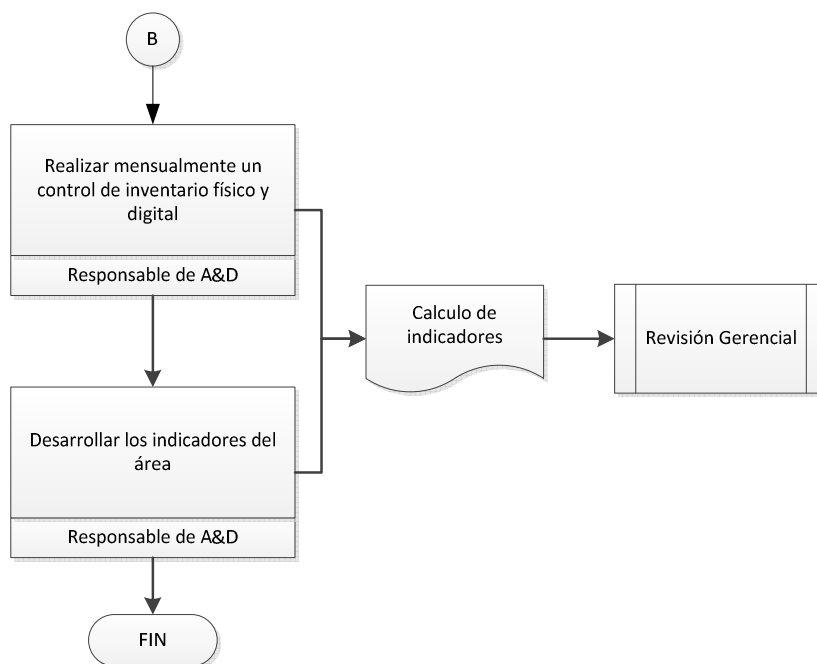 B
Realizar mensualmente un
control de inventario físico y
digital
Responsable de A&D
Calculo de
indicadores
Revisión Gerencial
Desarrollar los indicadores del
área
Responsable de A&D
FIN